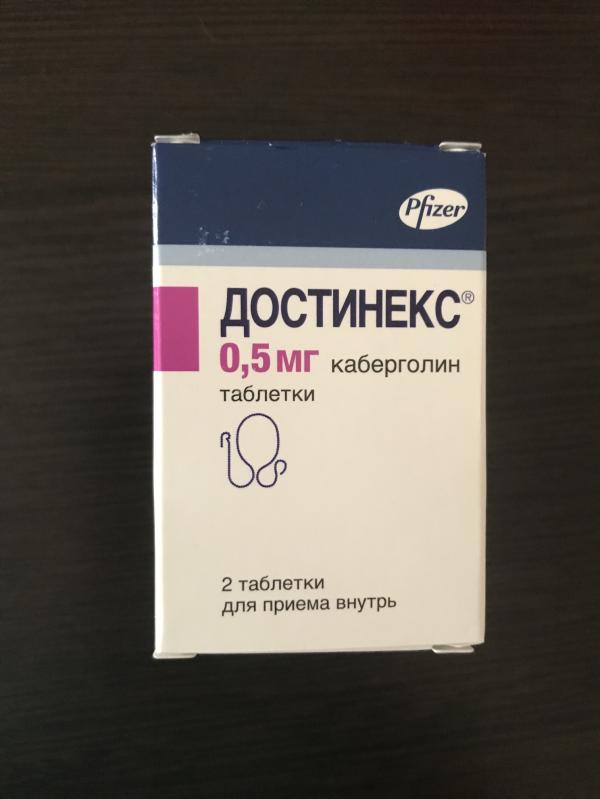 Pfizer
ДОСТИНЕКС®
0,5 мг каберголин
таблетки
2 таблетки
для приема внутрь